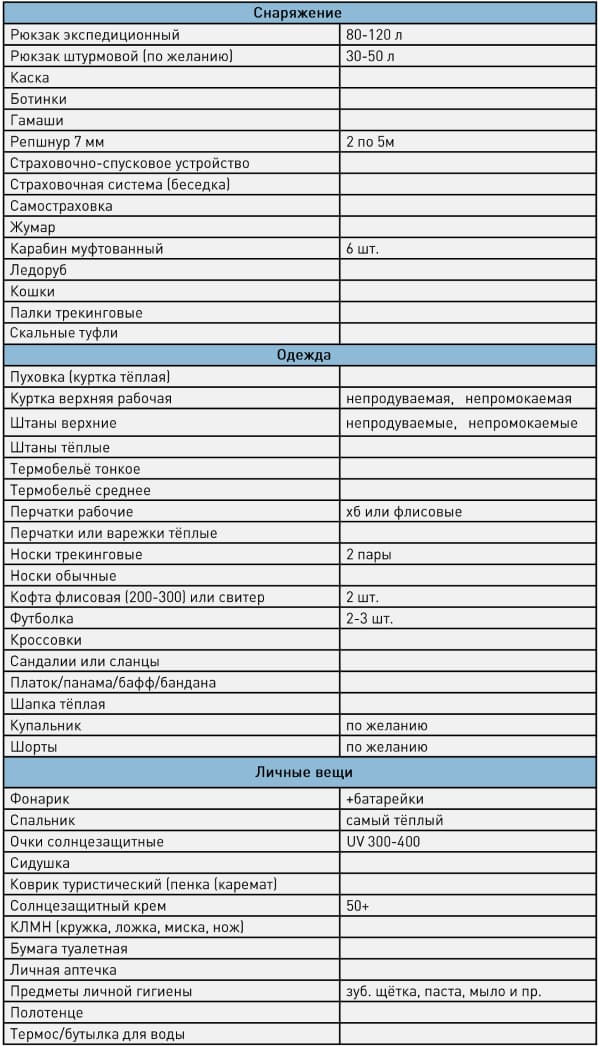 Снаряжение
Рюкзак экспедиционный 80-120 л
Рюкзак штурмовой (по желанию) 30-50 л
Каска
Ботинки
Гамаши
Репшнур 7 мм 2 по 5м
Страховочно-спусковое устройство
Страховочная система (беседка)
Самостраховка
Жумар
Карабин муфтованный 6 шт.
Ледоруб
Кошки
Палки трекинговые
Скальные туфли
Одежда
Пуховка (куртка тёплая)
Куртка верхняя рабочая непродуваемая, непромокаемая
Штаны верхние непродуваемые, непромокаемые
Штаны тёплые
Термобельё тонкое
Термобельё среднее
Перчатки рабочие хб или флисовые
Перчатки или варежки тёплые
Носки трекинговые 2 пары
Носки обычные
Кофта флисовая (200-300) или свитер 2 шт.
Футболка 2-3 шт.
Кроссовки
Сандалии или сланцы
Платок/панама/бафф/бандана
Шапка тёплая
Купальник по желанию
Шорты по желанию
Личные вещи
Фонарик +батарейки
Спальник самый тёплый
Очки солнцезащитные UV 300-400
Сидушка
Коврик туристический (пенка (каремат)
Солнцезащитный крем 50+
КЛМН (кружка, ложка, миска, нож)
Бумага туалетная
Личная аптечка
Предметы личной гигиены зуб. щётка, паста, мыло и пр.
Полотенце
Термос/бутылка для воды